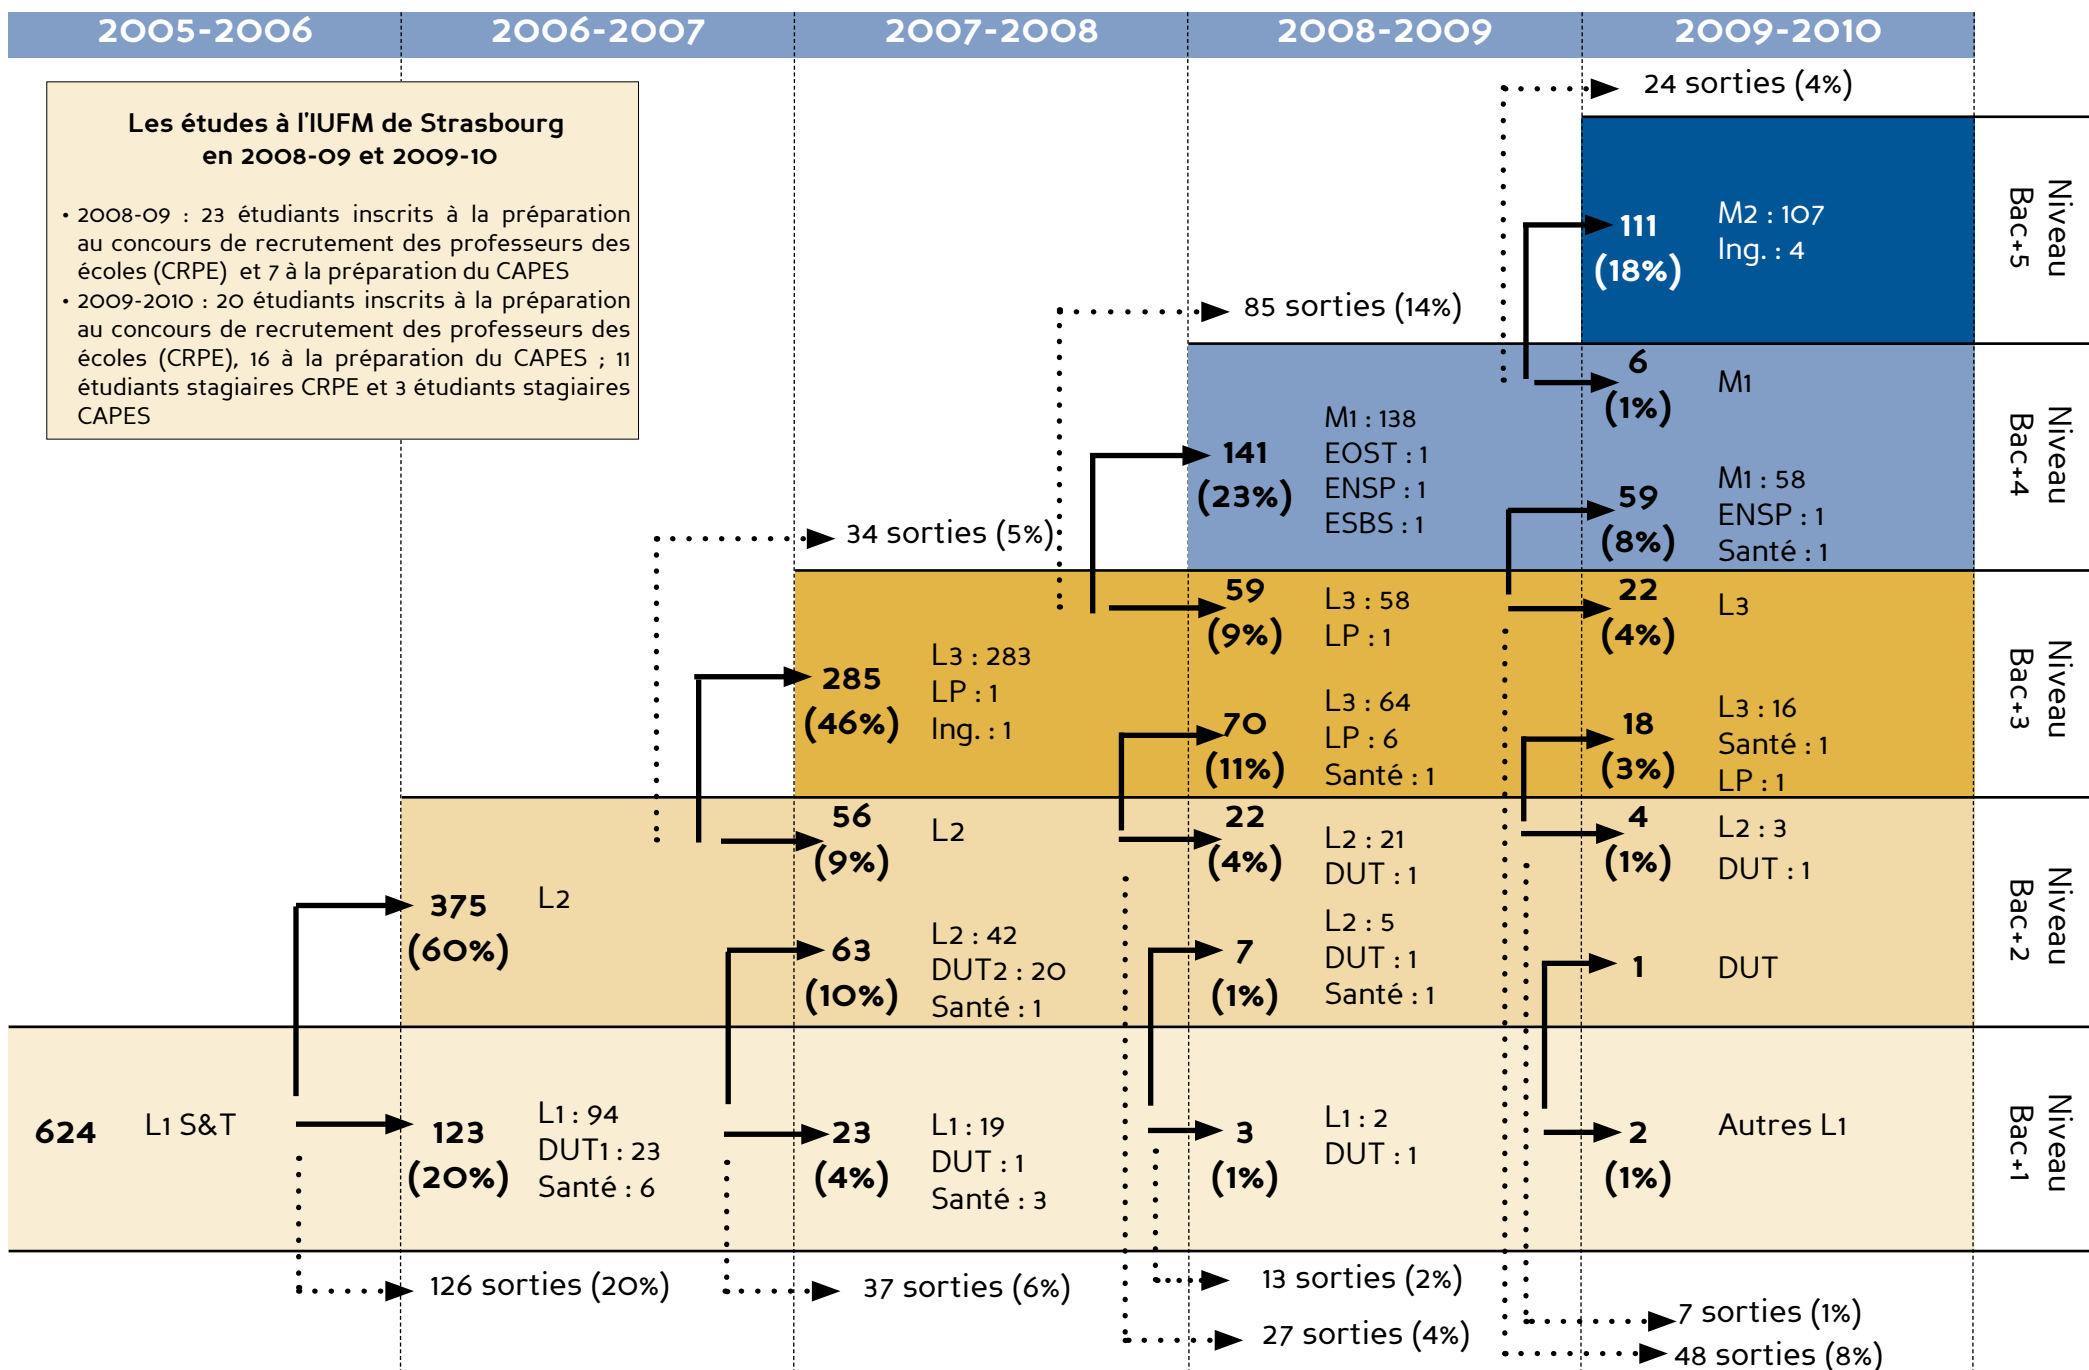 2005-2006
2006-2007
2007-2008
2008-2009
2009-2010
Les études à l'IUFM de Strasbourg
en 2008-09 et 2009-10
• 2008-09 : 23 étudiants inscrits à la préparation
au concours de recrutement des professeurs des
écoles (CRPE) et 7 à la préparation du CAPES
• 2009-2010 : 20 étudiants inscrits à la préparation
au concours de recrutement des professeurs des
écoles (CRPE), 16 à la préparation du CAPES ; 11
étudiants stagiaires CRPE et 3 étudiants stagiaires
CAPES
624
L1 S&T
375
(60%)
L2
123
(20%)
L1 : 94
DUT1 : 23
Santé : 6
126 sorties (20%)
34 sorties (5%)
285
(46%)
L3 : 283
LP : 1
Ing. : 1
56
(9%)
L2
63
(10%)
L2 : 42
DUT2 : 20
Santé : 1
23
(4%)
L1 : 19
DUT : 1
Santé : 3
37 sorties (6%)
85 sorties (14%)
141
(23%)
M1 : 138
EOST : 1
ENSP : 1
ESBS : 1
59
(9%)
L3 : 58
LP : 1
70
(11%)
L3 : 64
LP : 6
Santé : 1
22
(4%)
L2 : 21
DUT : 1
7
(1%)
L2 : 5
DUT : 1
Santé : 1
3
(1%)
L1 : 2
DUT : 1
13 sorties (2%)
27 sorties (4%)
24 sorties (4%)
111
(18%)
M2 : 107
Ing. : 4
6
(1%)
M1
59
(8%)
M1 : 58
ENSP : 1
Santé : 1
22
(4%)
L3
18
(3%)
L3 : 16
Santé : 1
LP : 1
4
(1%)
L2 : 3
DUT : 1
1
DUT
2
(1%)
Autres L1
7 sorties (1%)
48 sorties (8%)
Niveau
Bac+5
Niveau
Bac+4
Niveau
Bac+3
Niveau
Bac+2
Niveau
Bac+1